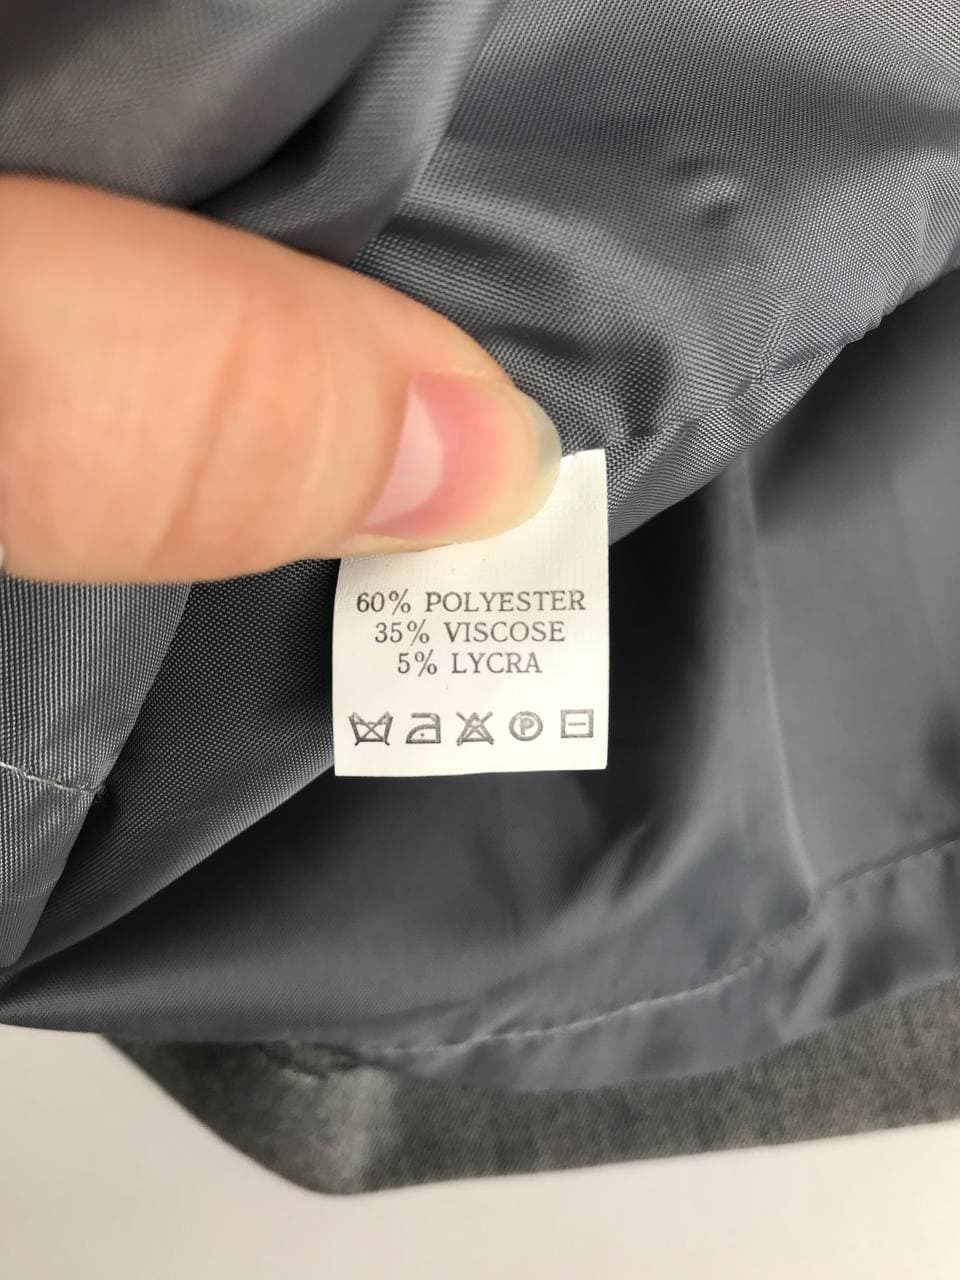 60% POLYESTER
35% VISCOSE
5% LYCRA
P